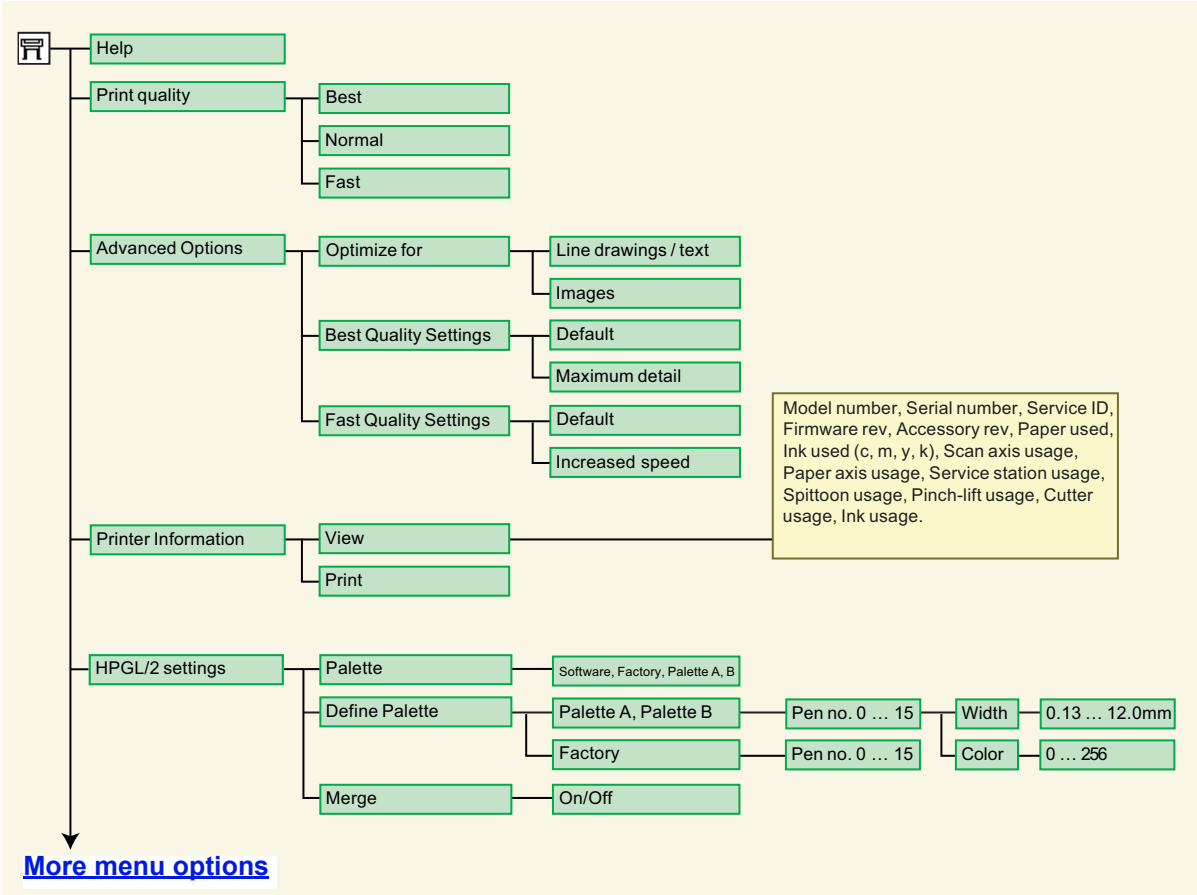 Help
Print quality
Best
Normal
Fast
Advanced Options
Optimize for
Line drawings / text
Images
Best Quality Settings
Default
Maximum detail
Fast Quality Settings
Default
Increased speed
Model number, Serial number, Service ID,
Firmware rev, Accessory rev, Paper used,
Ink used (c, m, y, k), Scan axis usage,
Paper axis usage, Service station usage,
Spittoon usage, Pinch-lift usage, Cutter
usage, Ink usage.
Printer Information
View
Print
HPGL/2 settings
Palette
Software, Factory, Palette A, B
Define Palette
Palette A, Palette B
Pen no. 0 … 15
Width
0.13 … 12.0mm
Factory
Pen no. 0 … 15
Color
0 … 256
Merge
On/Off
More menu options